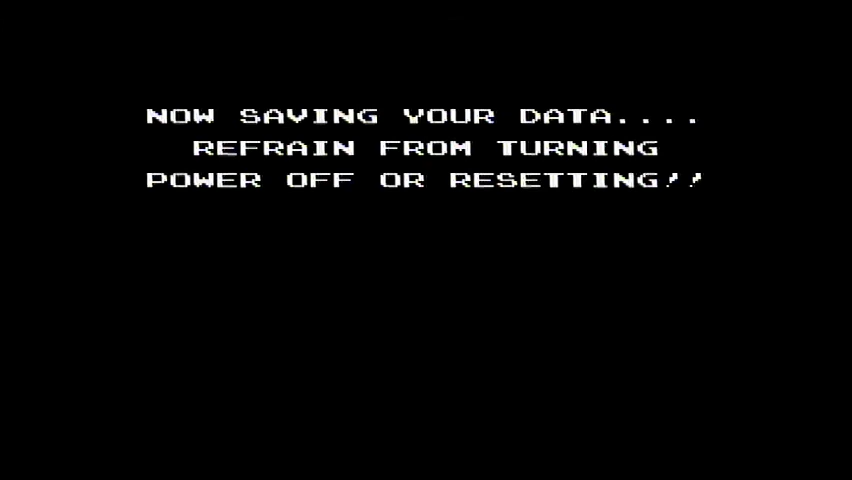 NOW SAVING YOUR DATA....
REFRAIN FROM TURNING
POWER OFF OR RESETTING!!